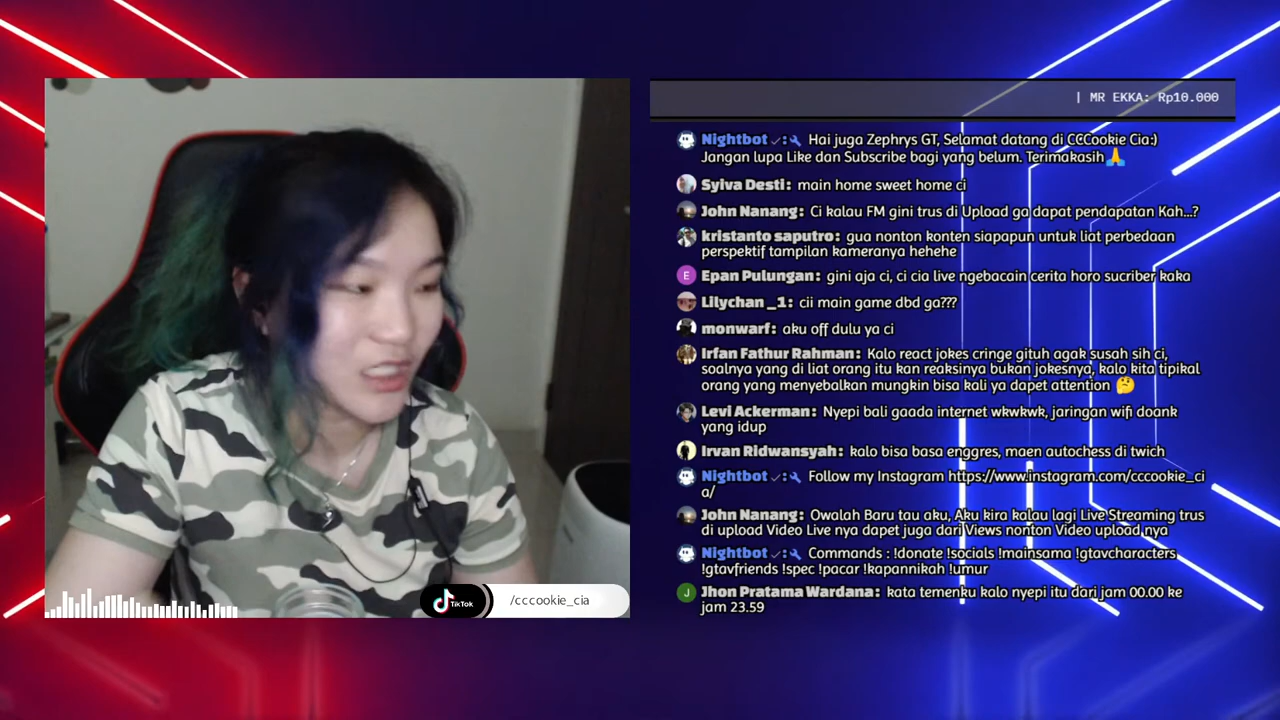 | MR EKKA: Rp10.000
Nightbot : Hai juga Zephrys GT, Selamat datang di CCCookie Cia:)
Jangan lupa Like dan Subscribe bagi yang belum. Terimakasih🙏
Sylva Desti: main home sweet home ci
John Nanang: Ci kalau FM gini trus di Upload ga dapat pendapatan Kah...?
kristanto saputro: gua nonton konten siapapun untuk liat perbedaan
perspektif tampilan kameranya hehehe
E Epan Pulungan: gini aja ci, ci cia live ngebacain cerita horo sucriber kaka
Lilychan _1: cii main game dbd ga???
monwarf: aku off dulu ya ci
Irfan Fathur Rahman: Kalo react jokes cringe gituh agak susah sih ci,
soalnya yang di liat orang itu kan reaksinya bukan jokesnya, kalo kita tipikal
orang yang menyebalkan mungkin bisa kali ya dapet attention 🤔
Levi Ackerman: Nyepi bali gaada internet wkwkwk, jaringan wifi doank
yang idup
Irvan Ridwansyah: kalo bisa basa enggres, maen autochess di twich
Nightbot : Follow my Instagram https://www.instagram.com/cccookie_ci
a/
John Nanang: Owalah Baru tau aku, Aku kira kalau lagi Live Streaming trus
di upload Video Live nya dapet juga dari Views nonton Video upload nya
Nightbot : Commands : !donate !socials !mainsama !gtavcharacters
!gtavfriends !spec !pacar !kapannikah !umur
J Jhon Pratama Wardana: kata temenku kalo nyepi itu dari jam 00.00 ke
jam 23.59
TikTok /cccookie_cia